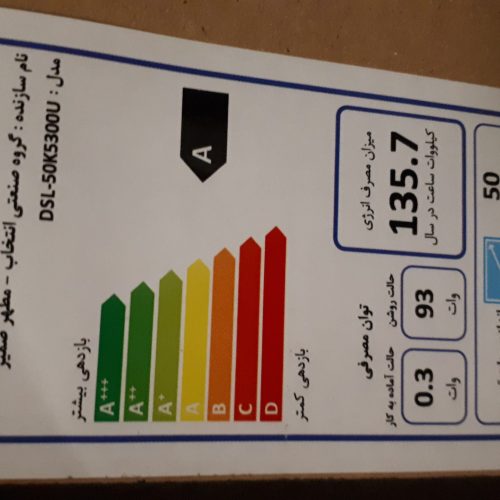 نام سازنده : گروه صنعتی انتخاب - مطهر صفیر
مدل : DSL-50K5300U
بازدهی بیشتر
A+++
A++
A+
A
B
C
D
بازدهی کمتر
A
توان مصرفی
حالت آماده به کار
0.3
وات
حالت روشن
93
وات
میزان مصرف انرژی
135.7
کیلووات ساعت در سال
50